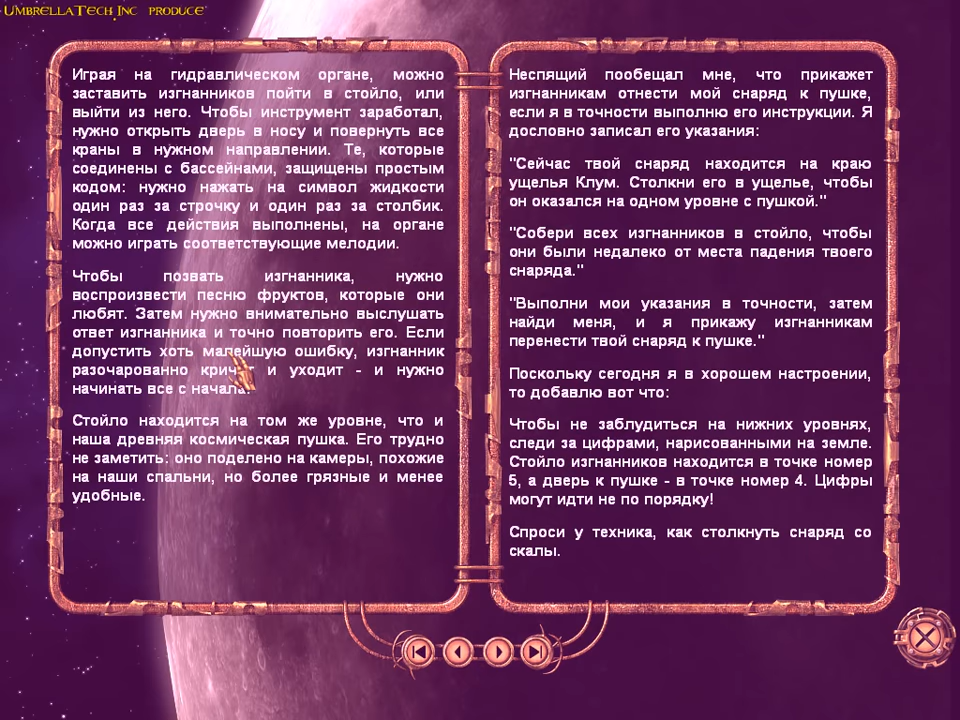 UmbrellaTech.Inc produce
Играя на гидравлическом органе, можно
заставить изгнанников пойти в стойло, или
выйти из него. Чтобы инструмент заработал,
нужно открыть дверь в носу и повернуть все
краны в нужном направлении. Те, которые
соединены с бассейнами, защищены простым
кодом: нужно нажать на символ жидкости
один раз за строчку и один раз за столбик.
Когда все действия выполнены, на органе
можно играть соответствующие мелодии.
Чтобы позвать изгнанника, нужно
воспроизвести песню фруктов, которые они
любят. Затем нужно внимательно выслушать
ответ изгнанника и точно повторить его. Если
допустить хоть малейшую ошибку, изгнанник
разочарованно кричит и уходит - и нужно
начинать все с начала.
Стойло находится на том же уровне, что и
наша древняя космическая пушка. Его трудно
не заметить: оно поделено на камеры, похожие
на наши спальни, но более грязные и менее
удобные.
Неспящий пообещал мне, что прикажет
изгнанникам отнести мой снаряд к пушке,
если я в точности выполню его инструкции. Я
дословно записал его указания:
"Сейчас твой снаряд находится на краю
ущелья Клум. Столкни его в ущелье, чтобы
он оказался на одном уровне с пушкой."
"Собери всех изгнанников в стойло, чтобы
они были недалеко от места падения твоего
снаряда."
"Выполни мои указания в точности, затем
найди меня, и я прикажу изгнанникам
перенести твой снаряд к пушке."
Поскольку сегодня я в хорошем настроении,
то добавлю вот что:
Чтобы не заблудиться на нижних уровнях,
следи за цифрами, нарисованными на земле.
Стойло изгнанников находится в точке номер
5, а дверь к пушке - в точке номер 4. Цифры
могут идти не по порядку!
Спроси у техника, как столкнуть снаряд со
скалы.